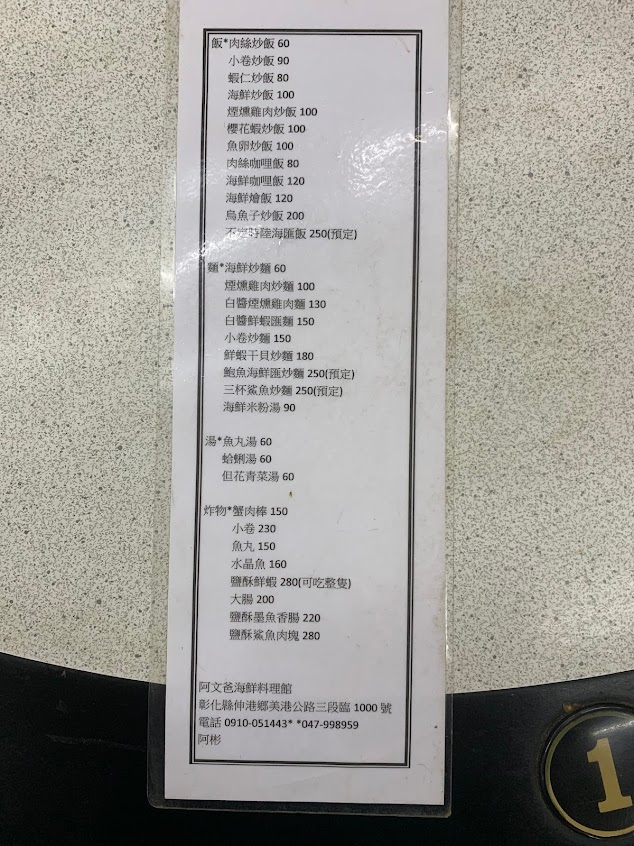 飯*肉絲炒飯 60
小卷炒飯 90
蝦仁炒飯 80
海鮮炒飯 100
煙燻雞肉炒飯 100
櫻花蝦炒飯 100
魚卵炒飯 100
肉絲咖哩飯 80
海鮮咖哩飯 120
海鮮燴飯 120
烏魚子炒飯 200
不定時陸海匯飯 250(預定)
麵*海鮮炒麵 60
煙燻雞肉炒麵 100
白醬煙燻雞肉麵 130
白醬鮮蝦匯麵 150
小卷炒麵 150
鮮蝦干貝炒麵 180
鮑魚海鮮匯炒麵 250(預定)
三杯鯊魚炒麵 250(預定)
海鮮米粉湯 90
湯*魚丸湯 60
蛤蜊湯 60
但花青菜湯 60
炸物*蟹肉棒 150
小卷 230
魚丸 150
水晶魚 160
鹽酥鮮蝦 280(可吃整隻)
大腸 200
鹽酥墨魚香腸 220
鹽酥鯊魚肉塊 280
阿文爸海鮮料理館
彰化縣伸港鄉美港公路三段臨 1000 號
電話 0910-051443* *047-998959
阿彬
1